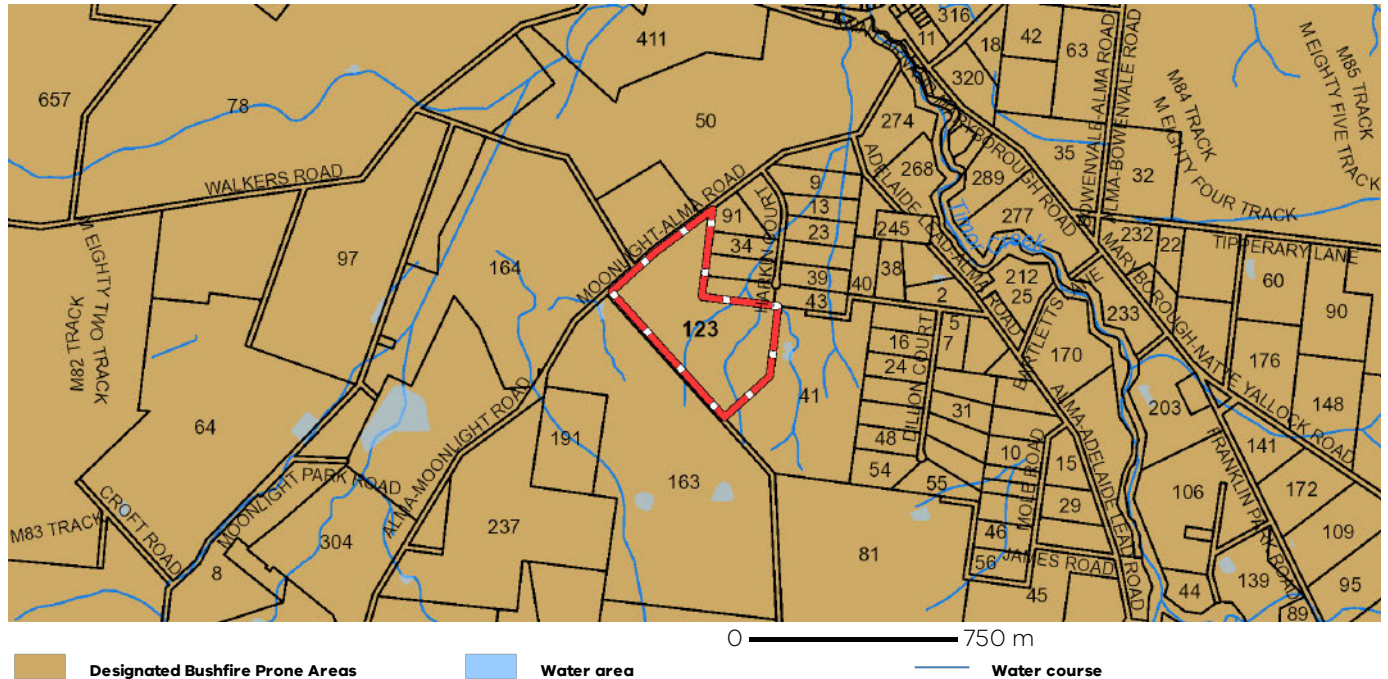 316
11
18
42
63
411
320
657
78
50
274
MARYBOROUGH ROAD
BOWENVALE-ALMA ROAD
ALMA-BOWENVALE ROAD
M84 TRACK
M EIGHTY FOUR TRACK
M85 TRACK
M EIGHTY FIVE TRACK
35
32
WALKERS ROAD
ADELAIDE-LEAD-ALMA ROAD
268
289
9
13
23
277
MOONLIGHT-ALMA ROAD
91
34
HARKIN COURT
245
Timor Creek
232
22
TIPPERARY LANE
M EIGHTY TWO TRACK
M82 TRACK
97
164
39
40
38
43
2
212
25
60
90
123
BARTLETTS LANE
233
MARYBOROUGH-NATTE YALLOCK ROAD
16
24
5
7
DILLION COURT
170
176
148
64
191
41
31
ALMA-ADELAIDE LEAD ROAD
203
141
48
54
10
15
FRANKLIN PARK ROAD
MOONLIGHT PARK ROAD
ALMA-MOONLIGHT ROAD
163
55
MOLE ROAD
29
106
172
M83 TRACK
CROFT ROAD
304
237
46
109
8
81
56
JAMES ROAD
45
44
139
95
89
0 750 m
Designated Bushfire Prone Areas Water area Water course